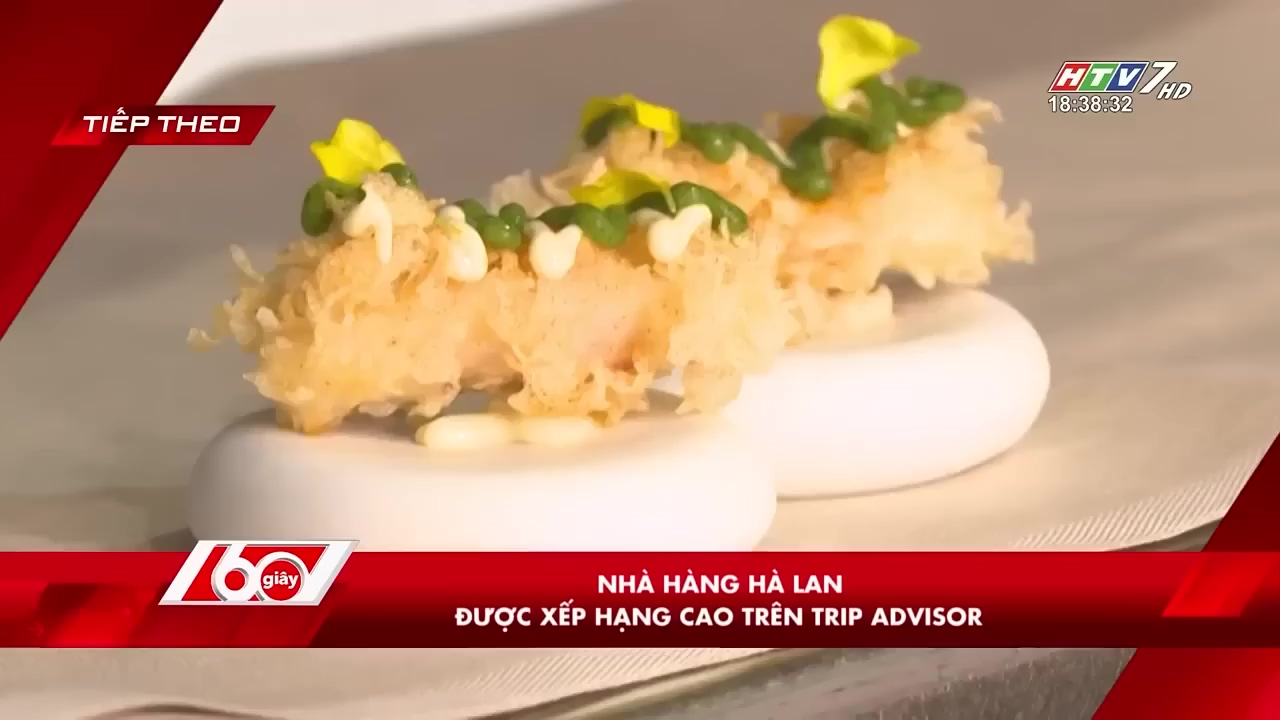 HTV7 HD
18:38:32
TIẾP THEO
60 giây
NHÀ HÀNG HÀ LAN
ĐƯỢC XẾP HẠNG CAO TRÊN TRIP ADVISOR